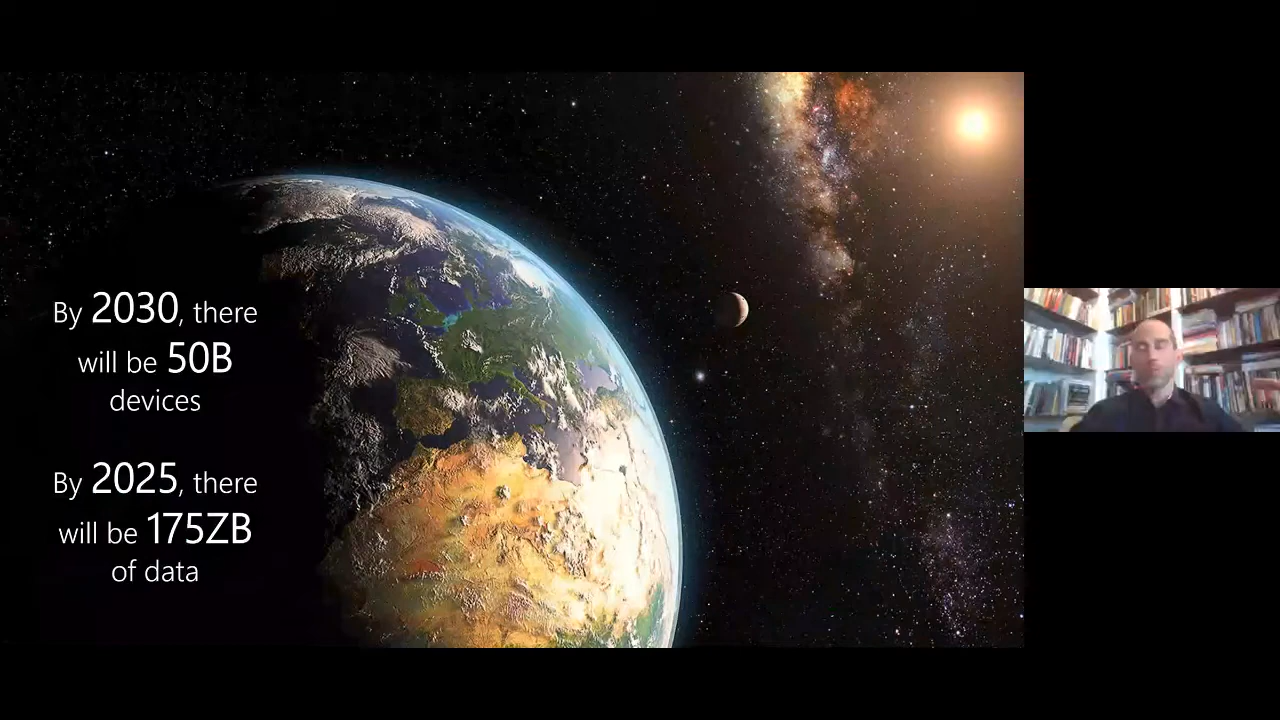 By 2030, there
will be 50B
devices
By 2025, there
will be 175ZB
of data